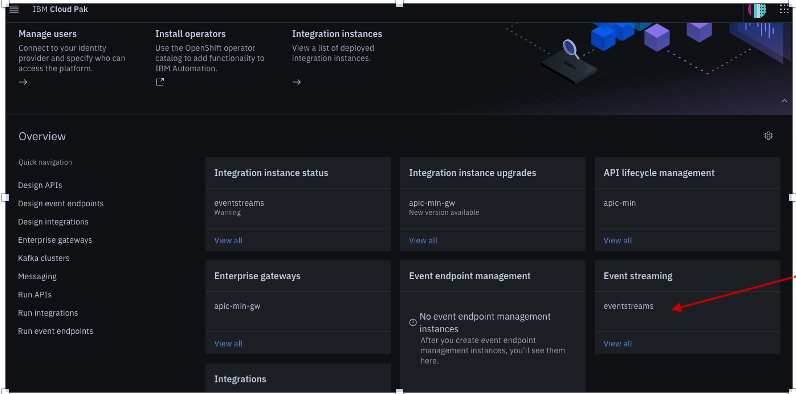 IBM Cloud Pak
Manage users
Connect to your identity
provider and specify who can
access the platform.
Install operators
Use the OpenShift operator
catalog to add functionality to
IBM Automation.
Integration instances
View a list of deployed
integration instances.
Overview
Quick navigation
Design APIs
Design event endpoints
Design integrations
Enterprise gateways
Kafka clusters
Messaging
Run APIs
Run integrations
Run event endpoints
Integration instance status
eventstreams
Warning
View all
Integration instance upgrades
apic-min-gw
New version available
View all
API lifecycle management
apic-min
View all
Enterprise gateways
apic-min-gw
View all
Event endpoint management
No event endpoint management
instances
After you create event endpoint
management instances, you'll see them
here.
Event streaming
eventstreams
View all
Integrations